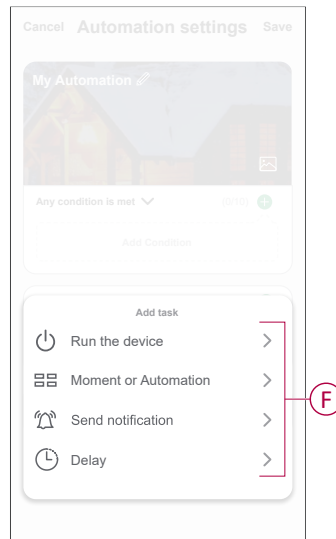 Cancel Automation settings Save
My Automation
Any condition is met (0/10)
Add Condition
Add task
Run the device
Moment or Automation
Send notification
Delay
F